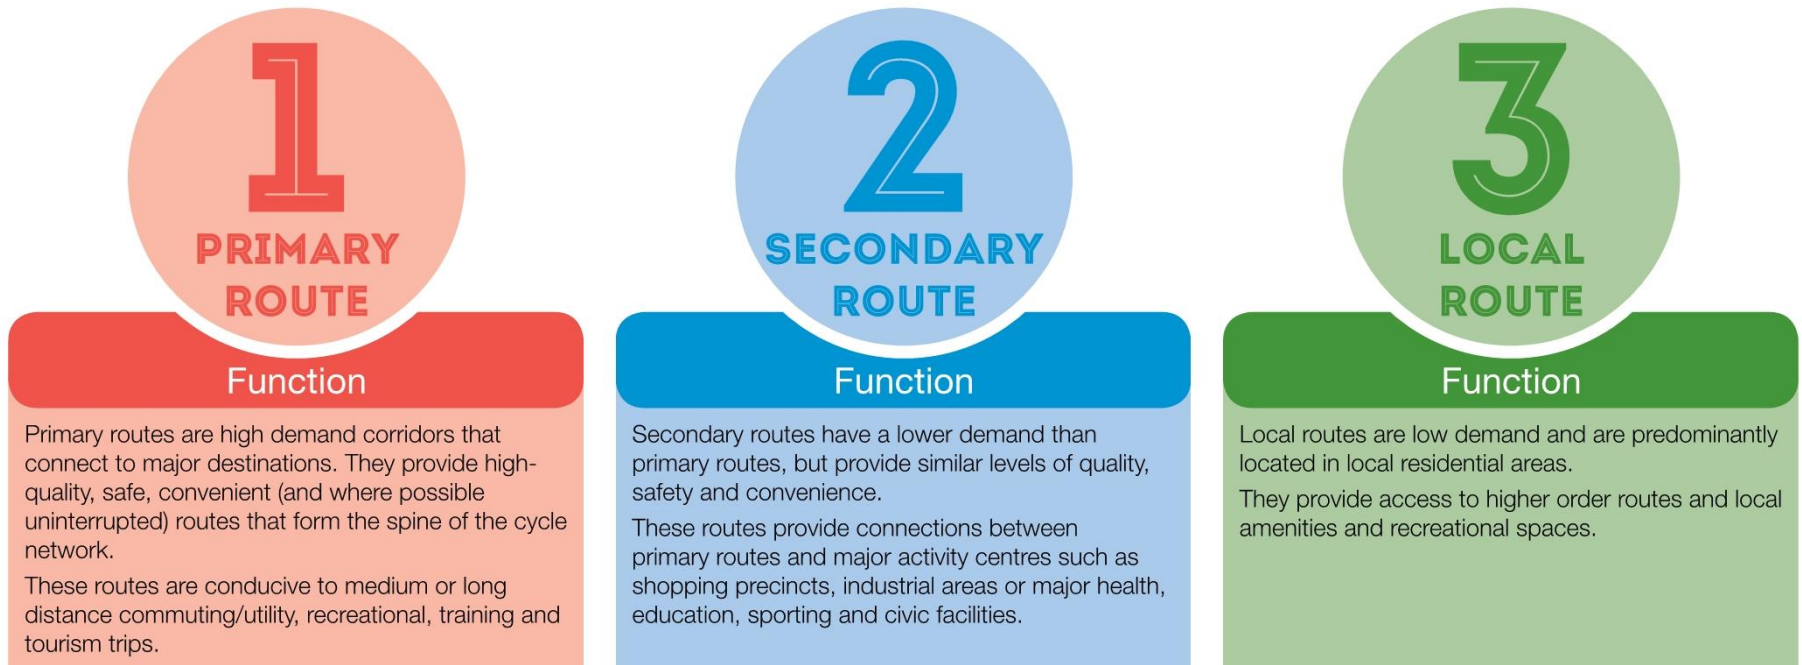 1
PRIMARY
ROUTE
Function
Primary routes are high demand corridors that
connect to major destinations. They provide high-
quality, safe, convenient (and where possible
uninterrupted) routes that form the spine of the cycle
network.
These routes are conducive to medium or long
distance commuting/utility, recreational, training and
tourism trips.
2
SECONDARY
ROUTE
Function
Secondary routes have a lower demand than
primary routes, but provide similar levels of quality,
safety and convenience.
These routes provide connections between
primary routes and major activity centres such as
shopping precincts, industrial areas or major health,
education, sporting and civic facilities.
3
LOCAL
ROUTE
Function
Local routes are low demand and are predominantly
located in local residential areas.
They provide access to higher order routes and local
amenities and recreational spaces.